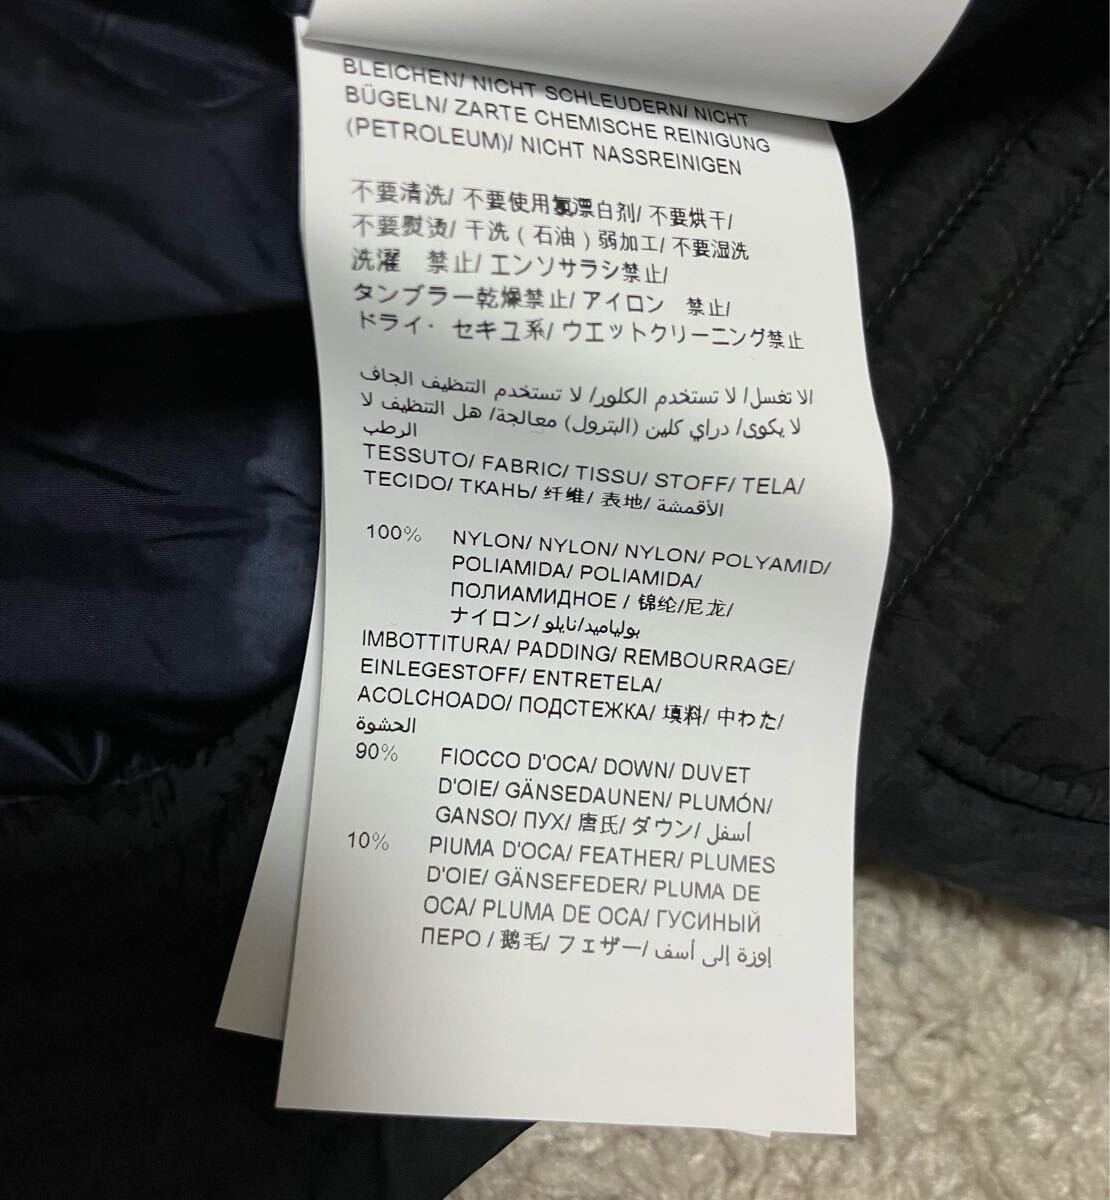 BLEICHEN/ NICHT SCHLEUDERN/ NICHT
BÜGELN/ ZARTE CHEMISCHE REINIGUNG
(PETROLEUM)/ NICHT NASSREINIGEN
不要清洗/ 不要使用氯漂白剂/ 不要烘干/
不要熨烫/ 干洗 ( 石油 ) 弱加工/ 不要湿洗
洗濯　禁止/ エンソサラシ禁止/
タンブラー乾燥禁止/ アイロン　禁止/
ドライ・ セキユ系/ ウエットクリーニング禁止
الا تغسل/ لا تستخدم الكلور/ لا تستخدم التنظيف الجاف
لا يكوى/ دراي كلين (البترول) معالجة/ هل التنظيف لا
الرطب
TESSUTO/ FABRIC/ TISSU/ STOFF/ TELA/
TECIDO/ ТКАНЬ/ 纤维/ 表地/ الأقمشة
100% NYLON/ NYLON/ NYLON/ POLYAMID/
POLIAMIDA/ POLIAMIDA/
ПОЛИАМИДНОЕ / 锦纶/尼龙/
ナイロン/ بولياميد/نايلو
IMBOTTITURA/ PADDING/ REMBOURRAGE/
EINLEGESTOFF/ ENTRETELA/
ACOLCHOADO/ ПОДСТЕЖКА/ 填料/ 中わた/
الحشوة
90% FIOCCO D'OCA/ DOWN/ DUVET
D'OIE/ GÄNSEDAUNEN/ PLUMÓN/
GANSO/ ПУХ/ 唐氏/ ダウン/ أسفل
10% PIUMA D'OCA/ FEATHER/ PLUMES
D'OIE/ GÄNSEFEDER/ PLUMA DE
OCA/ PLUMA DE OCA/ ГУСИНЫЙ
ПЕРО / 鹅毛/ フェザー/ إوزة إلى أسف